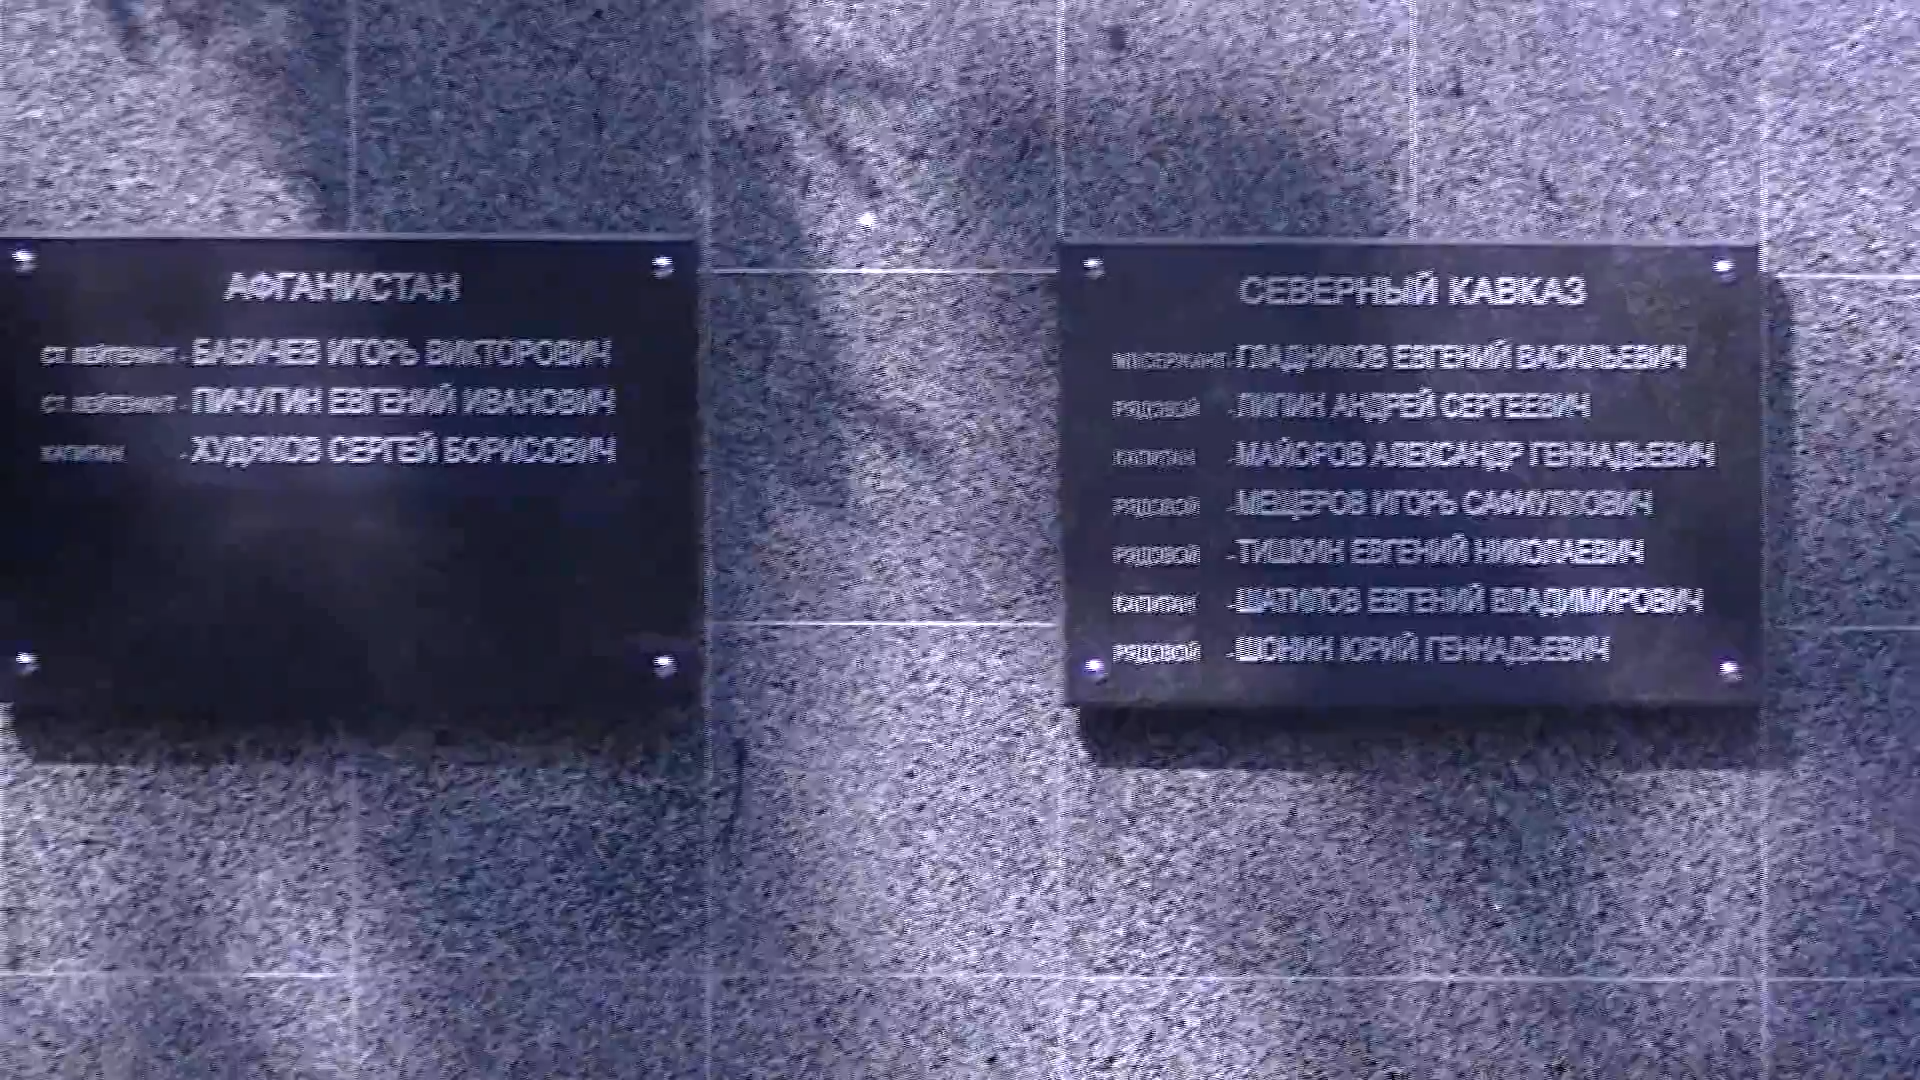 АФГАНИСТАН
СТ. ЛЕЙТЕНАНТ - БАБИЧЕВ ИГОРЬ ВИКТОРОВИЧ
СТ. ЛЕЙТЕНАНТ - ПИЧУГИН ЕВГЕНИЙ ИВАНОВИЧ
КАПИТАН - ХУДЯКОВ СЕРГЕЙ БОРИСОВИЧ
СЕВЕРНЫЙ КАВКАЗ
МЛ.СЕРЖАНТ - ГЛАДНИКОВ ЕВГЕНИЙ ВАСИЛЬЕВИЧ
РЯДОВОЙ - ЛИПИН АНДРЕЙ СЕРГЕЕВИЧ
КАПИТАН - МАЙОРОВ АЛЕКСАНДР ГЕННАДЬЕВИЧ
РЯДОВОЙ - МЕЩЕРОВ ИГОРЬ САФИУЛЛОВИЧ
РЯДОВОЙ - ТИШКИН ЕВГЕНИЙ НИКОЛАЕВИЧ
КАПИТАН - ШАТИЛОВ ЕВГЕНИЙ ВЛАДИМИРОВИЧ
РЯДОВОЙ - ШОНИН ЮРИЙ ГЕННАДЬЕВИЧ